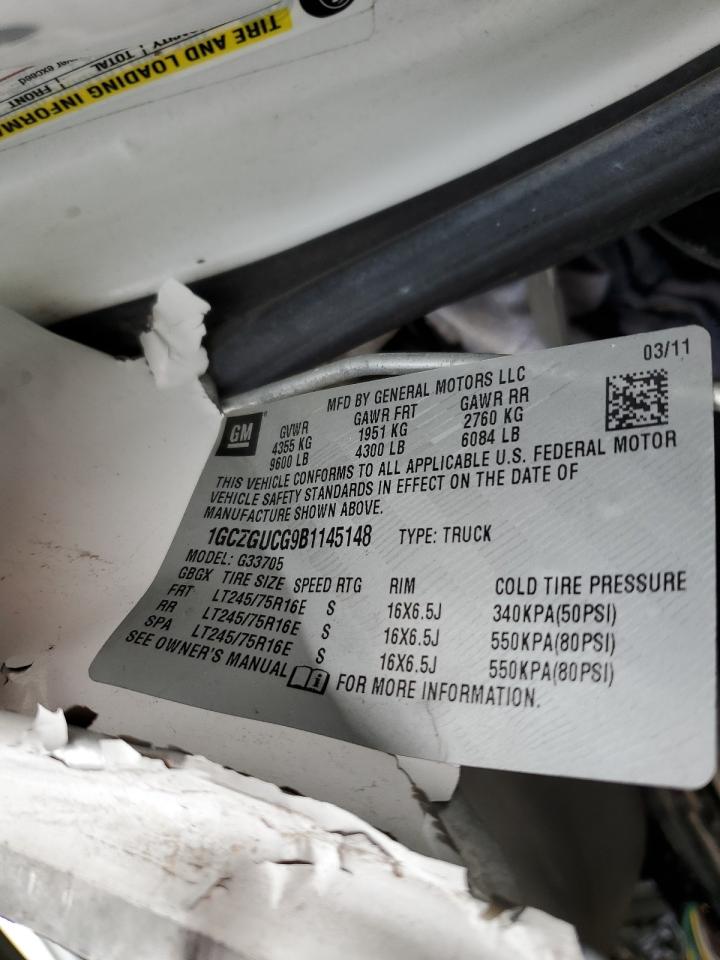 TIRE AND LOADING INFORMA
TOTAL | FRONT
ver exceed
03/11
MFD BY GENERAL MOTORS LLC
GM
GVWR GAWR FRT GAWR RR
4355 KG 1951 KG 2760 KG
9600 LB 4300 LB 6084 LB
THIS VEHICLE CONFORMS TO ALL APPLICABLE U.S. FEDERAL MOTOR
VEHICLE SAFETY STANDARDS IN EFFECT ON THE DATE OF
MANUFACTURE SHOWN ABOVE.
1GCZGUCG9B1145148 TYPE: TRUCK
MODEL: G33705
GBGX TIRE SIZE SPEED RTG RIM COLD TIRE PRESSURE
FRT LT245/75R16E S 16X6.5J 340KPA(50PSI)
RR LT245/75R16E S 16X6.5J 550KPA(80PSI)
SPA LT245/75R16E S 16X6.5J 550KPA(80PSI)
SEE OWNER'S MANUAL FOR MORE INFORMATION.